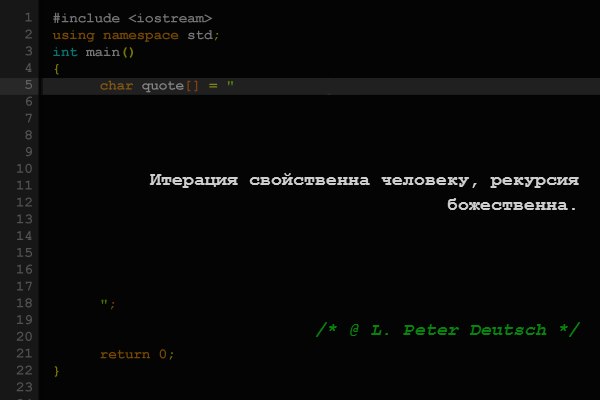 1 #include <iostream>
2 using namespace std;
3 int main()
4 {
5 char quote[] = "
6
7
8
9
10 Итерация свойственна человеку, рекурсия
11
12 божественна.
13
14
15
16
17
18 ";
19
20 /* @ L. Peter Deutsch */
21 return 0;
22 }
23